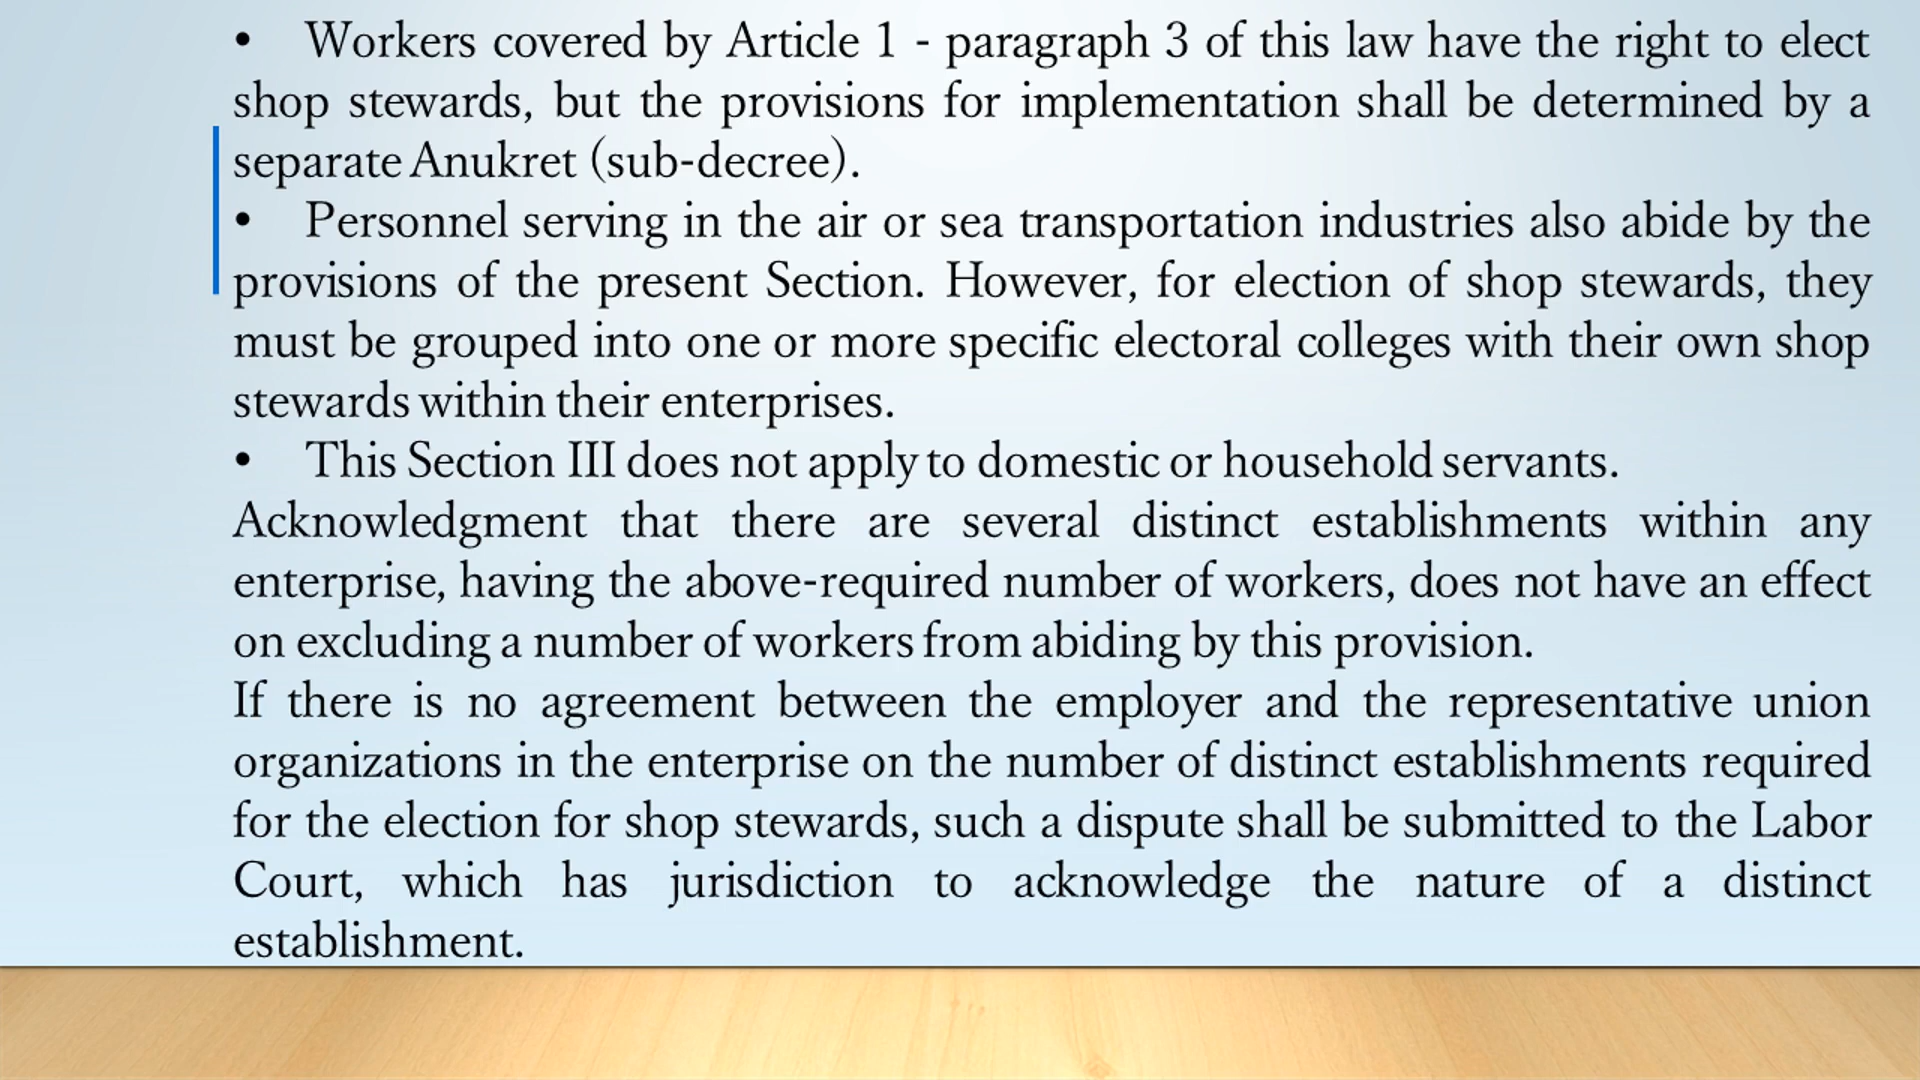 • Workers covered by Article 1 - paragraph 3 of this law have the right to elect
shop stewards, but the provisions for implementation shall be determined by a
separate Anukret (sub-decree).
• Personnel serving in the air or sea transportation industries also abide by the
provisions of the present Section. However, for election of shop stewards, they
must be grouped into one or more specific electoral colleges with their own shop
stewards within their enterprises.
• This Section III does not apply to domestic or household servants.
Acknowledgment that there are several distinct establishments within any
enterprise, having the above-required number of workers, does not have an effect
on excluding a number of workers from abiding by this provision.
If there is no agreement between the employer and the representative union
organizations in the enterprise on the number of distinct establishments required
for the election for shop stewards, such a dispute shall be submitted to the Labor
Court, which has jurisdiction to acknowledge the nature of a distinct
establishment.